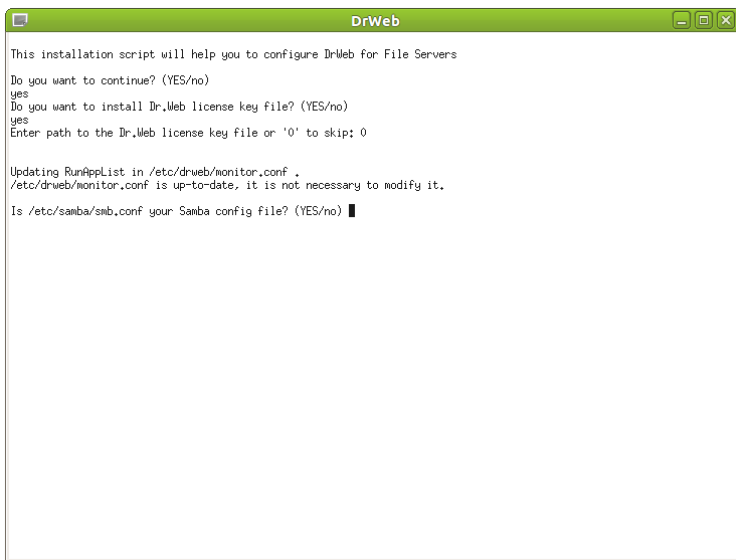 DrWeb
This installation script will help you to configure DrWeb for File Servers
Do you want to continue? (YES/no)
yes
Do you want to install Dr.Web license key file? (YES/no)
yes
Enter path to the Dr.Web license key file or '0' to skip: 0
Updating RunAppList in /etc/drweb/monitor.conf .
/etc/drweb/monitor.conf is up-to-date, it is not necessary to modify it.
Is /etc/samba/smb.conf your Samba config file? (YES/no)